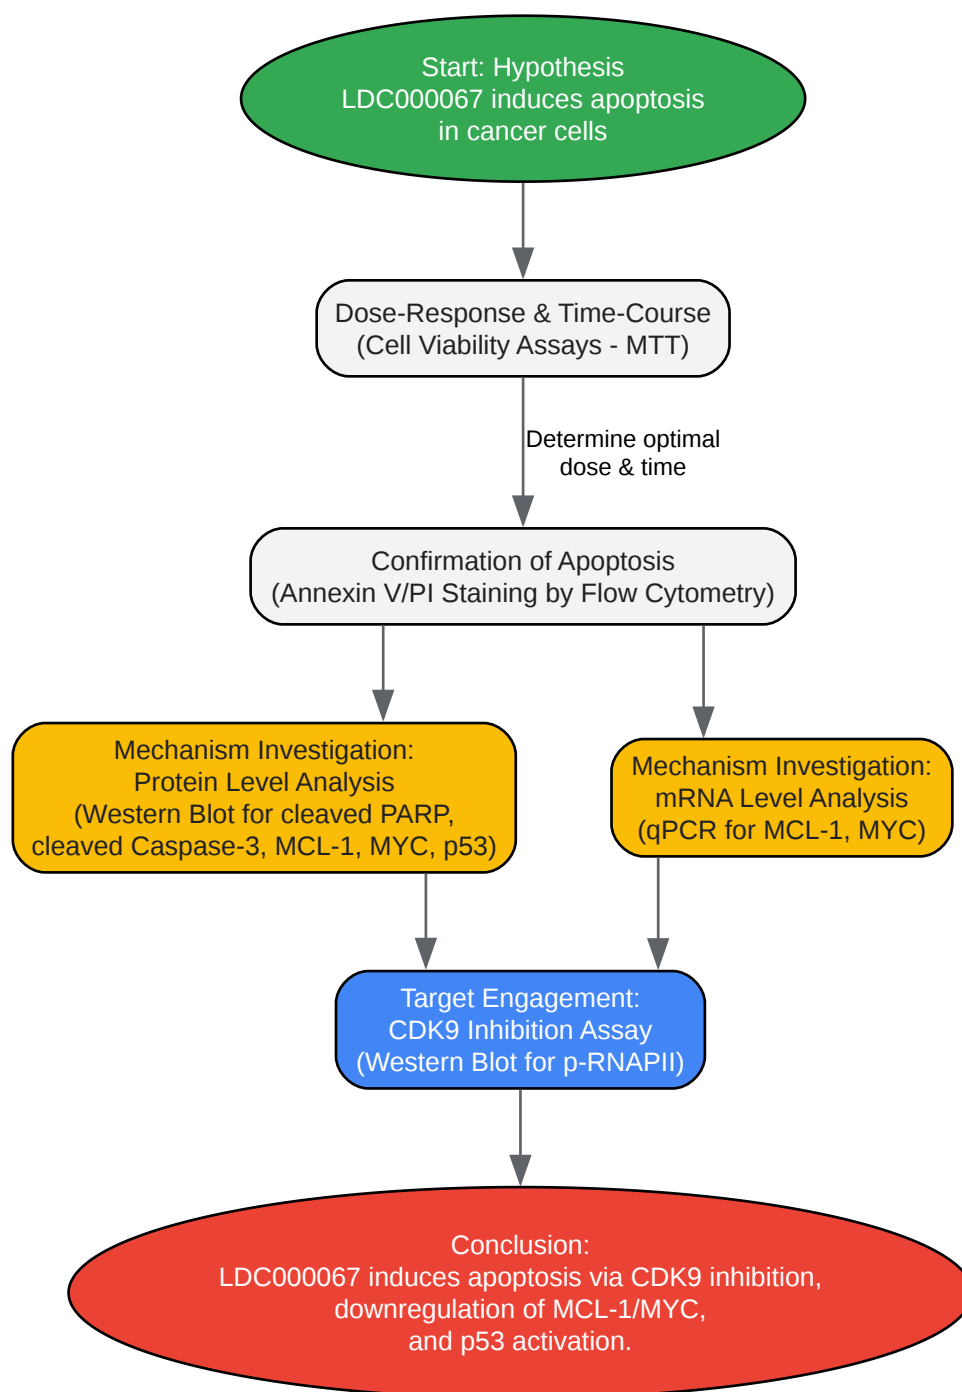 Start: Hypothesis
LDC000067 induces apoptosis
in cancer cells
Dose-Response & Time-Course
(Cell Viability Assays - MTT)
Determine optimal
dose & time
Confirmation of Apoptosis
(Annexin V/PI Staining by Flow Cytometry)
Mechanism Investigation:
Protein Level Analysis
(Western Blot for cleaved PARP,
cleaved Caspase-3, MCL-1, MYC, p53)
Mechanism Investigation:
mRNA Level Analysis
(qPCR for MCL-1, MYC)
Target Engagement:
CDK9 Inhibition Assay
(Western Blot for p-RNAPII)
Conclusion:
LDC000067 induces apoptosis via CDK9 inhibition,
downregulation of MCL-1/MYC,
and p53 activation.